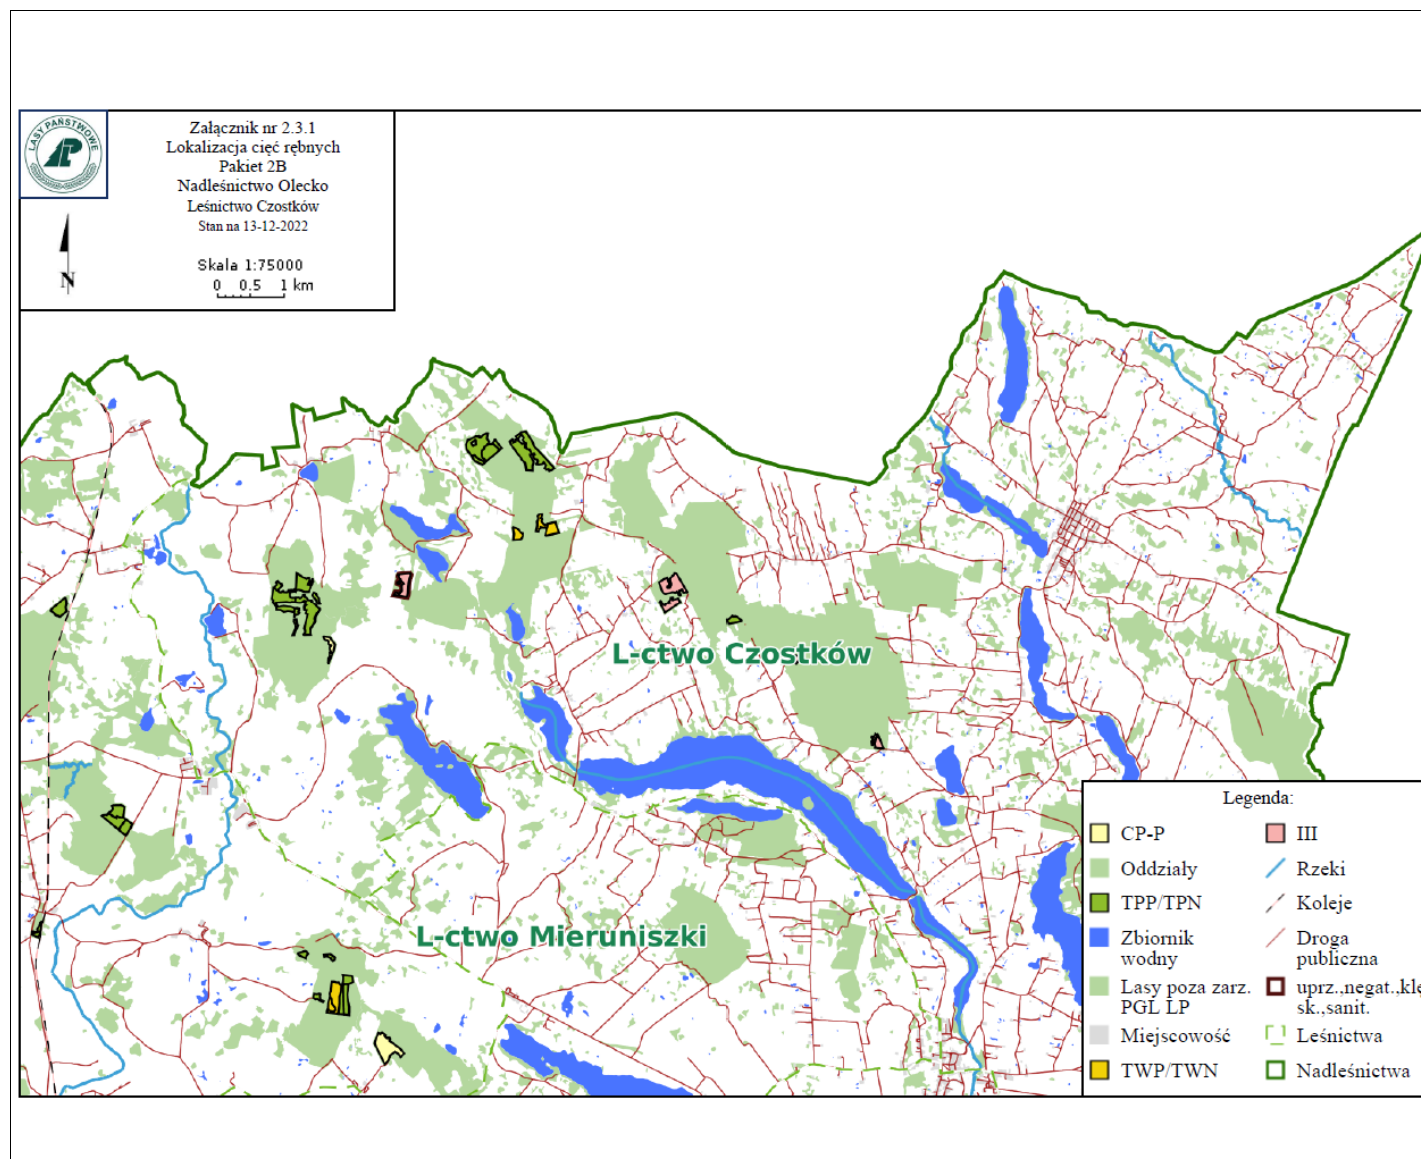 LASY PAŃSTWOWE
Załącznik nr 2.3.1
Lokalizacja cięć rębnych
Pakiet 2B
Nadleśnictwo Olecko
Leśnictwo Czostków
Stan na 13-12-2022
N
Skala 1:75000
0 0.5 1 km
L-ctwo Czostków
L-ctwo Mieruniszki
Legenda:
CP-P
III
Oddziały
Rzeki
TPP/TPN
Koleje
Zbiornik
wodny
Droga
publiczna
Lasy poza zarz.
PGL LP
uprz.,negat.,klę
sk.,sanit.
Miejscowość
Leśnictwa
TWP/TWN
Nadleśnictwa